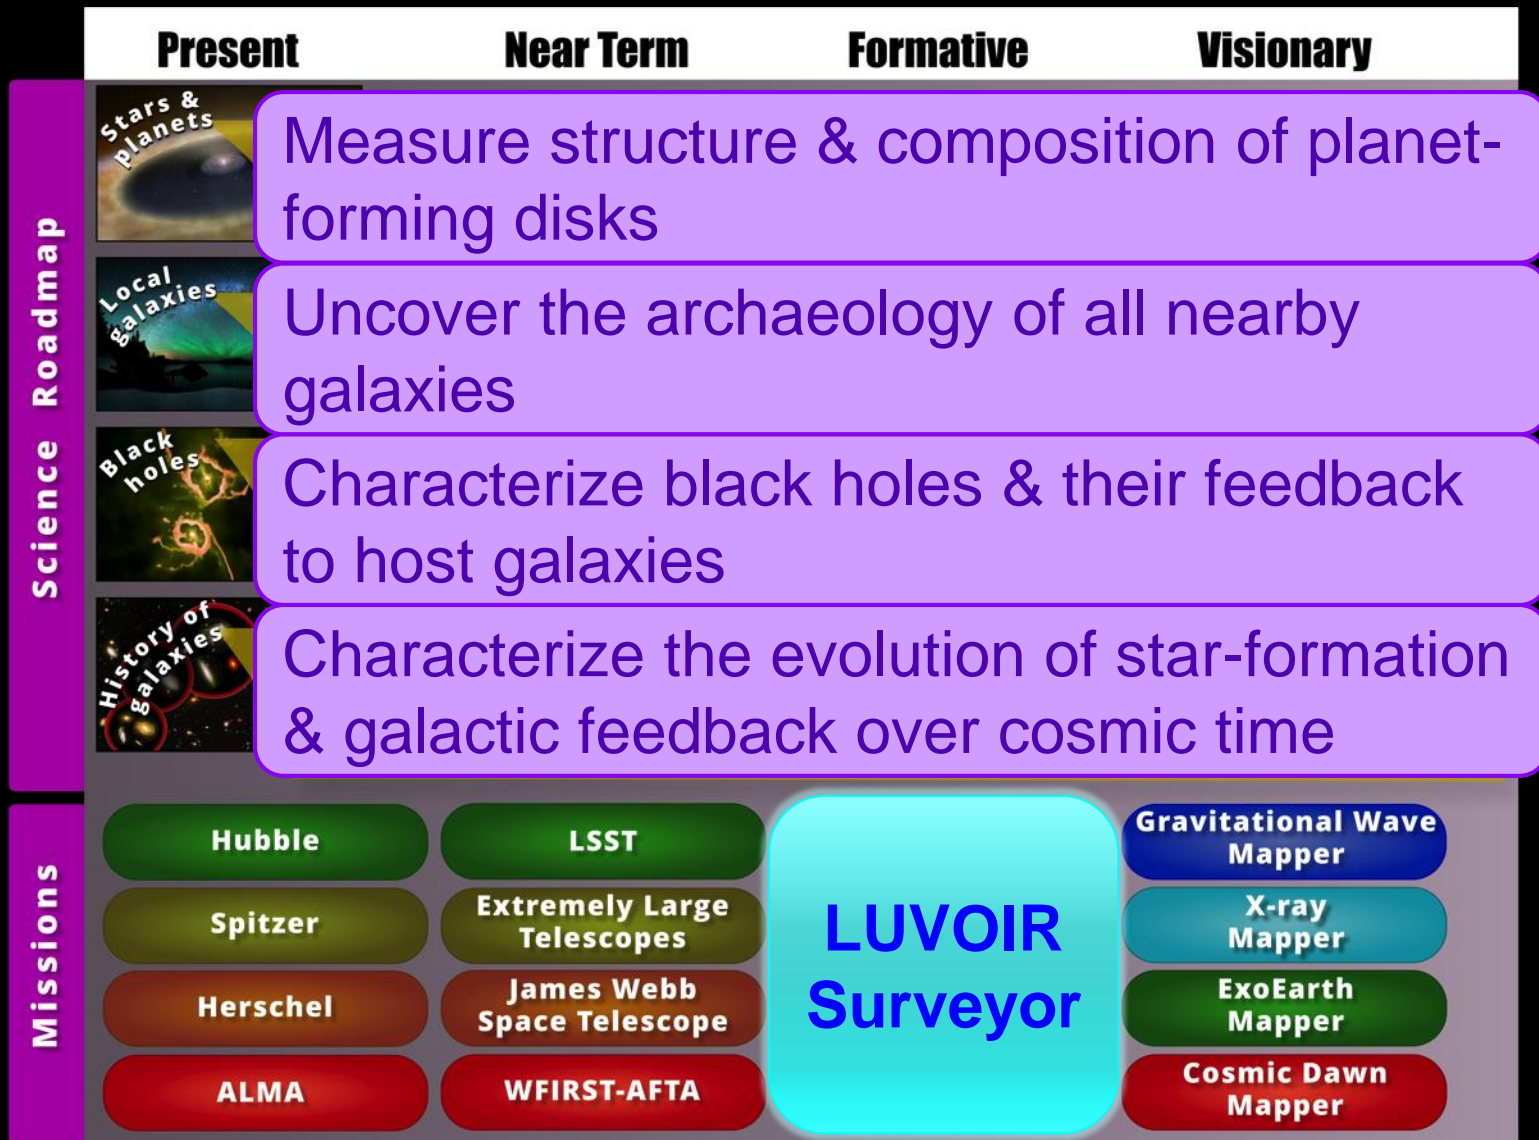 Present Near Term Formative Visionary
Science Roadmap
Stars &
planets
Measure structure & composition of planet-
forming disks
Local
galaxies
Uncover the archaeology of all nearby
galaxies
Black
holes
Characterize black holes & their feedback
to host galaxies
History of
galaxies
Characterize the evolution of star-formation
& galactic feedback over cosmic time
Missions
Hubble
Spitzer
Herschel
ALMA
LSST
Extremely Large
Telescopes
James Webb
Space Telescope
WFIRST-AFTA
LUVOIR
Surveyor
Gravitational Wave
Mapper
X-ray
Mapper
ExoEarth
Mapper
Cosmic Dawn
Mapper